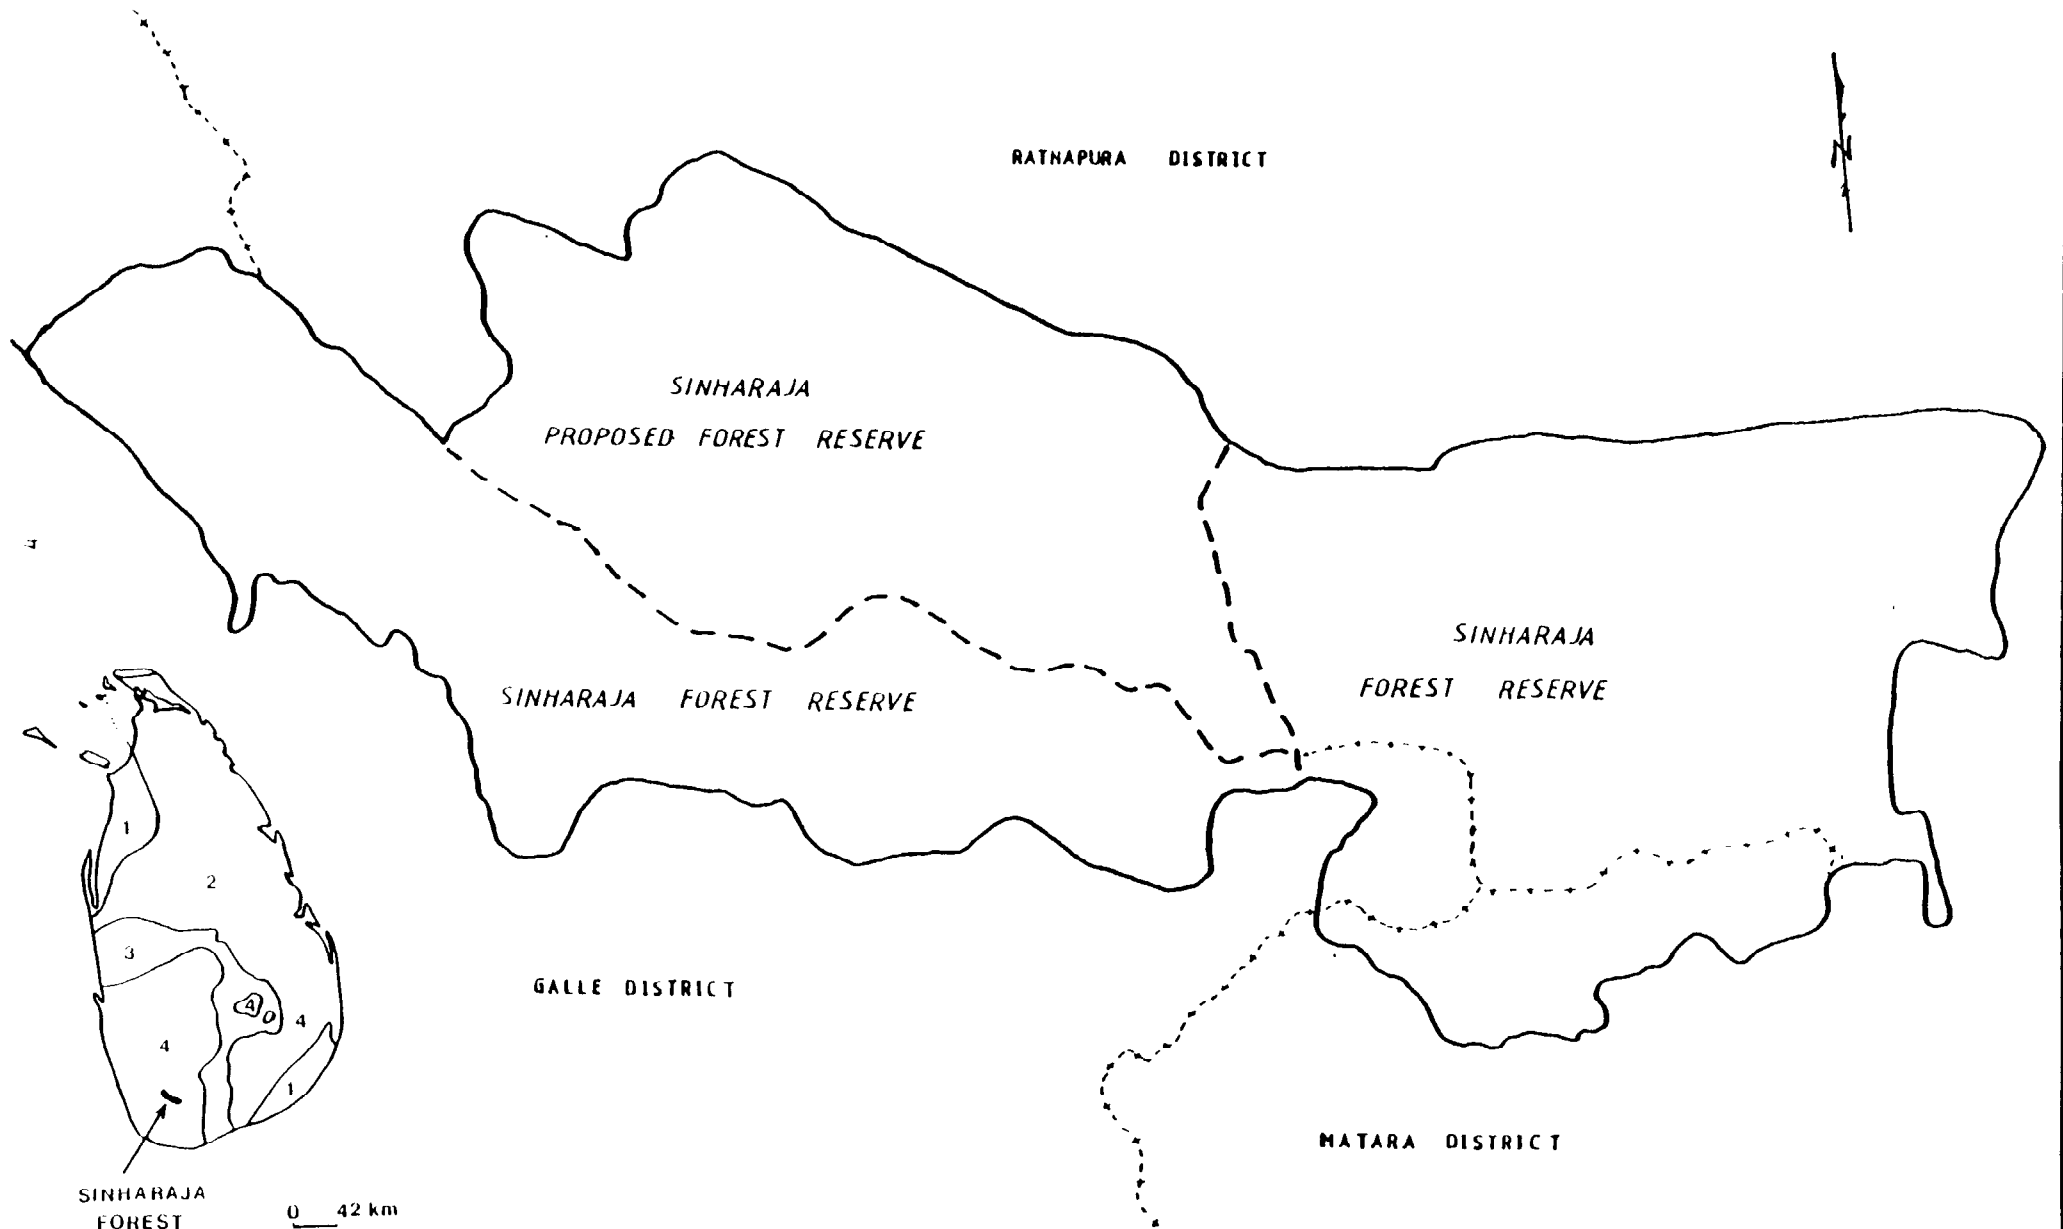 RATNAPURA DISTRICT
N
SINHARAJA
PROPOSED FOREST RESERVE
SINHARAJA
FOREST RESERVE
SINHARAJA FOREST RESERVE
1
2
3
A
4
4
1
GALLE DISTRICT
MATARA DISTRICT
SINHARAJA
FOREST
0 42 km